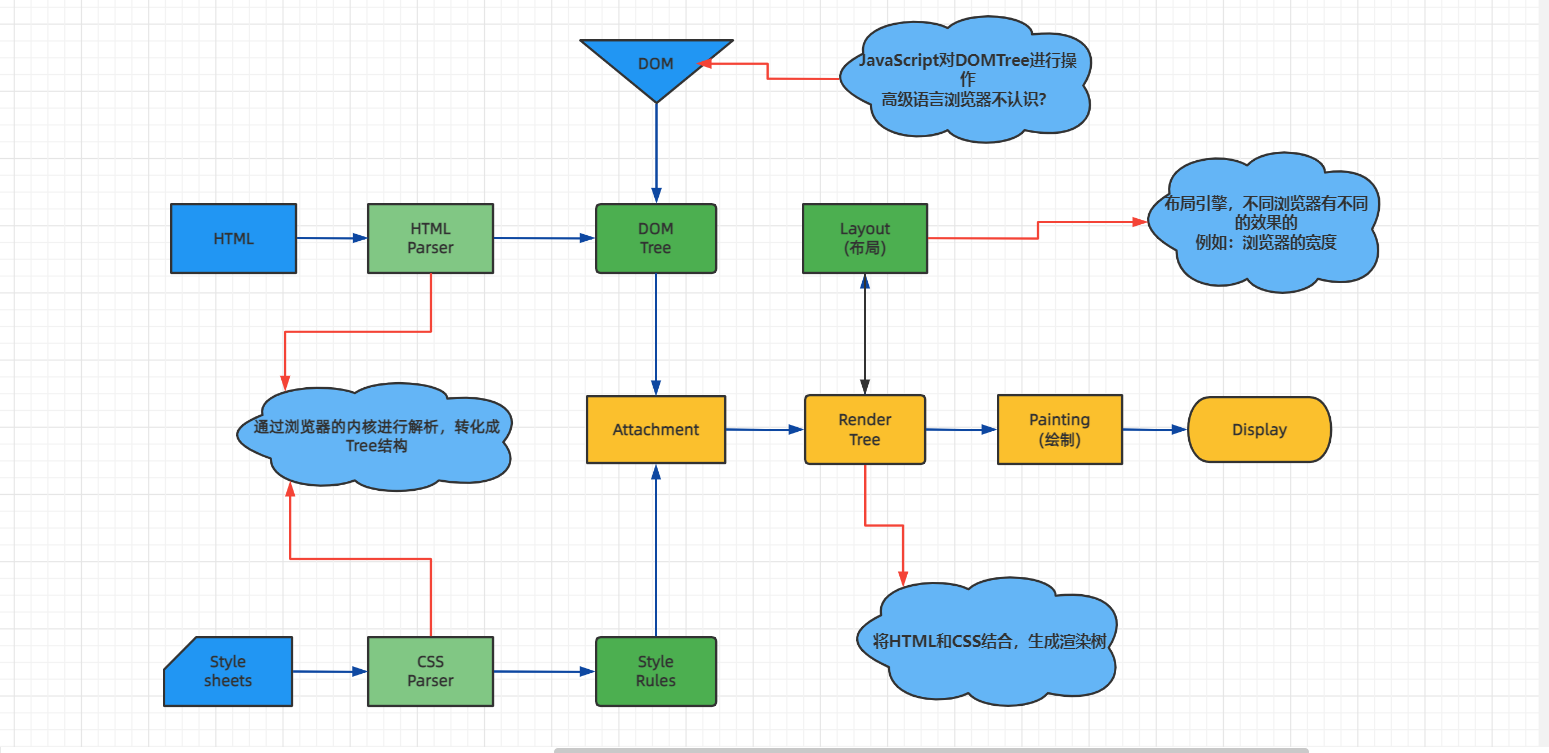 DOM
JavaScript对DOMTree进行操
作
高级语言浏览器不认识?
HTML
HTML
Parser
DOM
Tree
Layout
(布局)
布局引擎，不同浏览器有不同
的效果的
例如：浏览器的宽度
通过浏览器的内核进行解析，转化成
Tree结构
Attachment
Render
Tree
Painting
(绘制)
Display
将HTML和CSS结合，生成渲染树
Style
sheets
CSS
Parser
Style
Rules